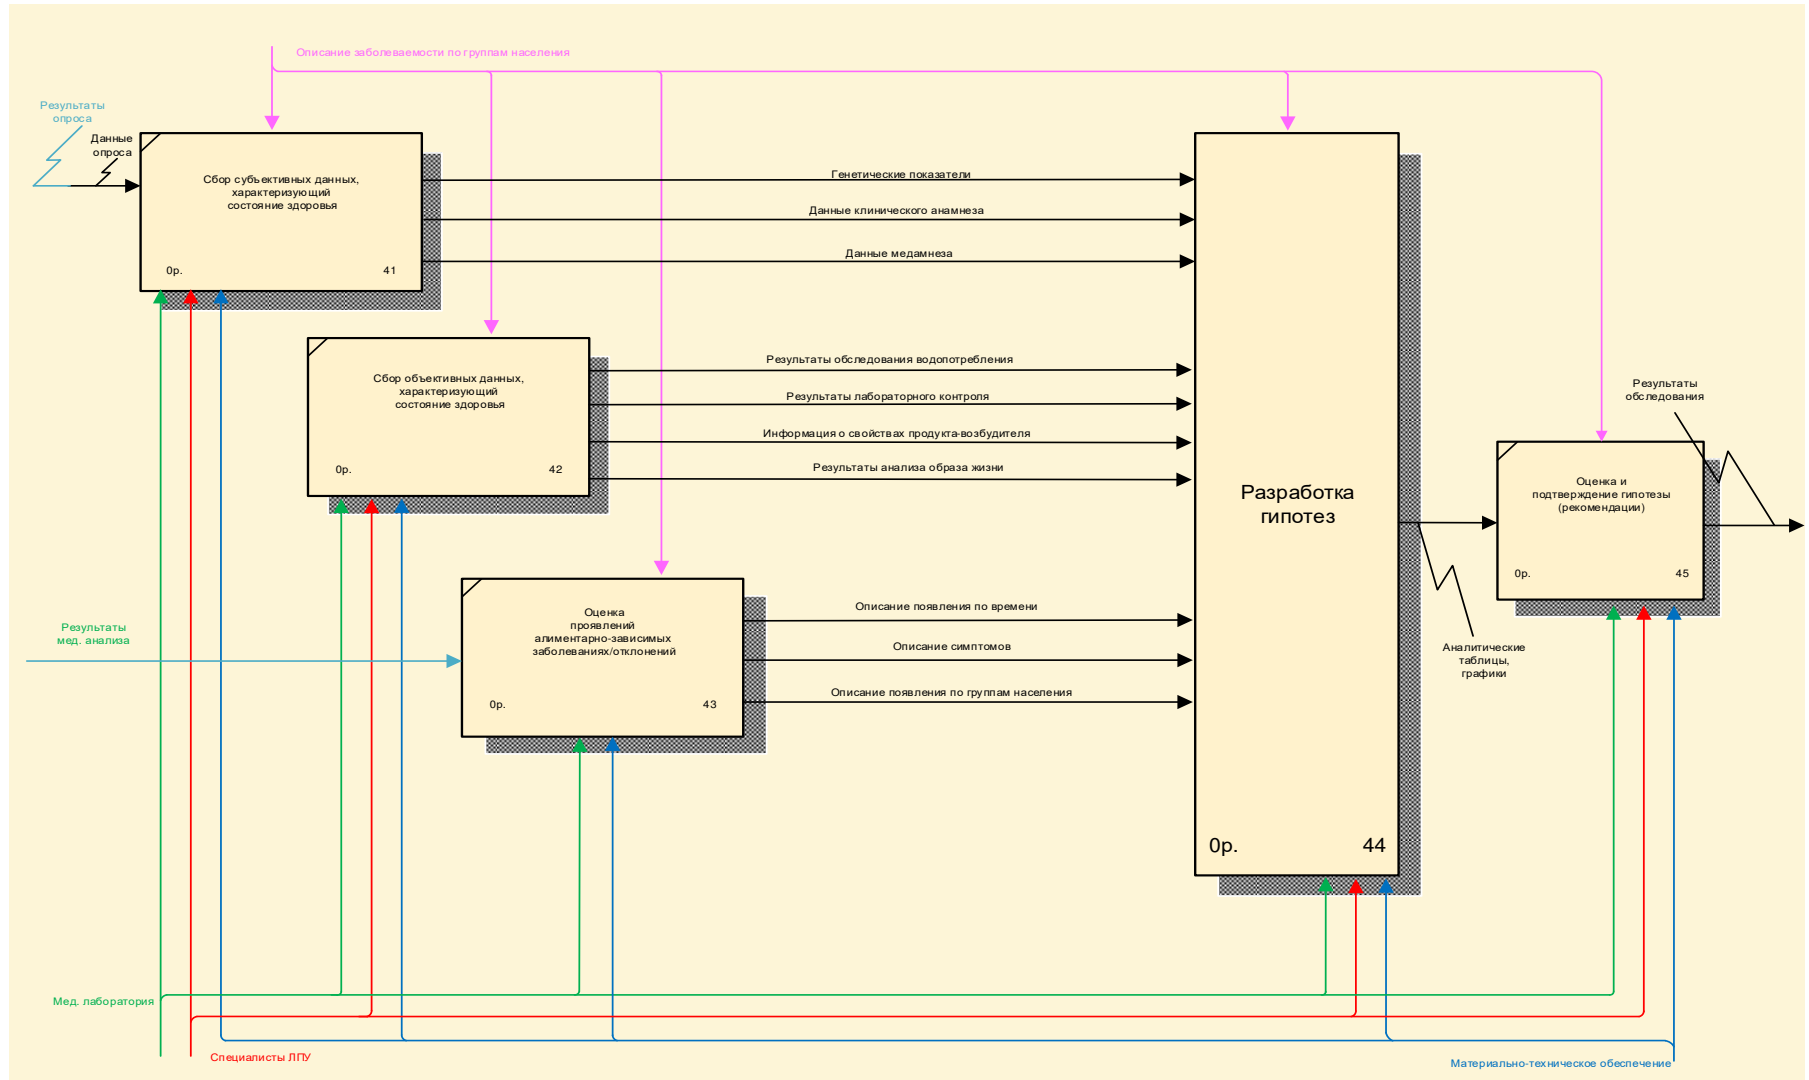 Описание заболеваемости по группам населения
Результаты
опроса
Данные
опроса
Сбор субъективных данных,
характеризующий
состояние здоровья
0р.
41
Генетические показатели
Данные клинического анамнеза
Данные медамнеза
Сбор объективных данных,
характеризующий
состояние здоровья
0р.
42
Результаты обследования водопотребления
Результаты лабораторного контроля
Информация о свойствах продукта-возбудителя
Результаты анализа образа жизни
Разработка
гипотез
0р.
44
Результаты
обследования
Оценка и
подтверждение гипотезы
(рекомендации)
0р.
45
Результаты
мед. анализа
Оценка
проявлений
алиментарно-зависимых
заболеваниях/отклонений
0р.
43
Описание появления по времени
Описание симптомов
Описание появления по группам населения
Аналитические
таблицы,
графики
Мед. лаборатория
Специалисты ЛПУ
Материально-техническое обеспечение